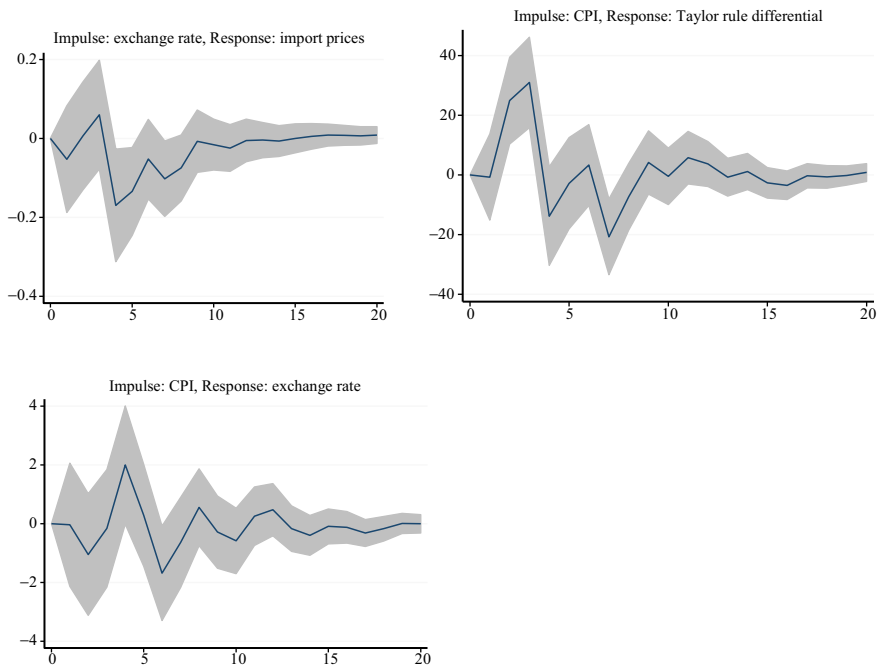 Impulse: exchange rate, Response: import prices
0.2
0
−0.2
−0.4
0 5 10 15 20
Impulse: CPI, Response: Taylor rule differential
40
20
0
−20
−40
0 5 10 15 20
Impulse: CPI, Response: exchange rate
4
2
0
−2
−4
0 5 10 15 20